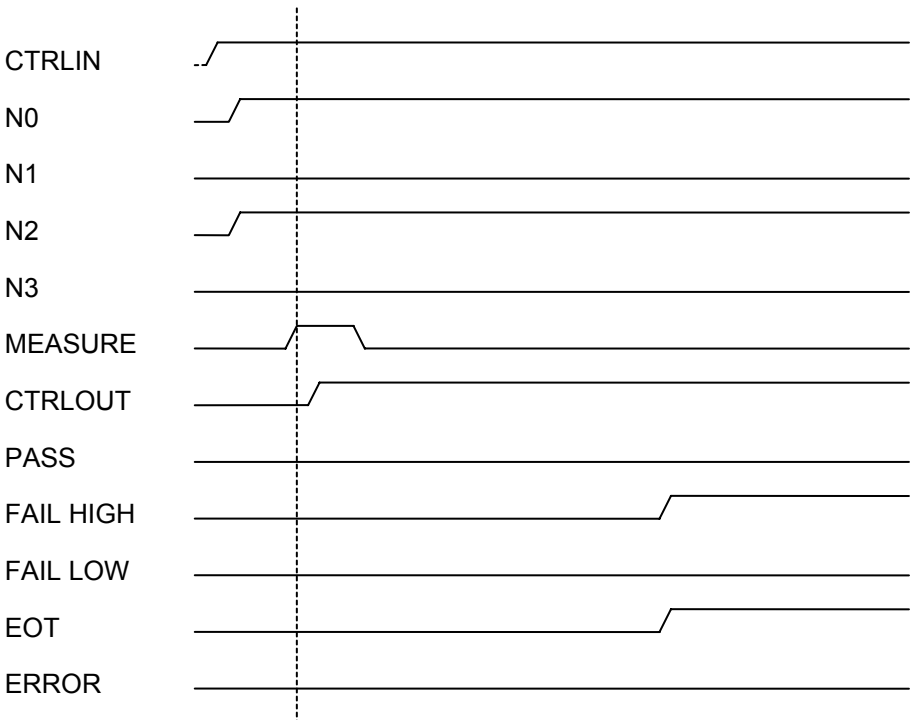 CTRLIN
N0
N1
N2
N3
MEASURE
CTRLOUT
PASS
FAIL HIGH
FAIL LOW
EOT
ERROR